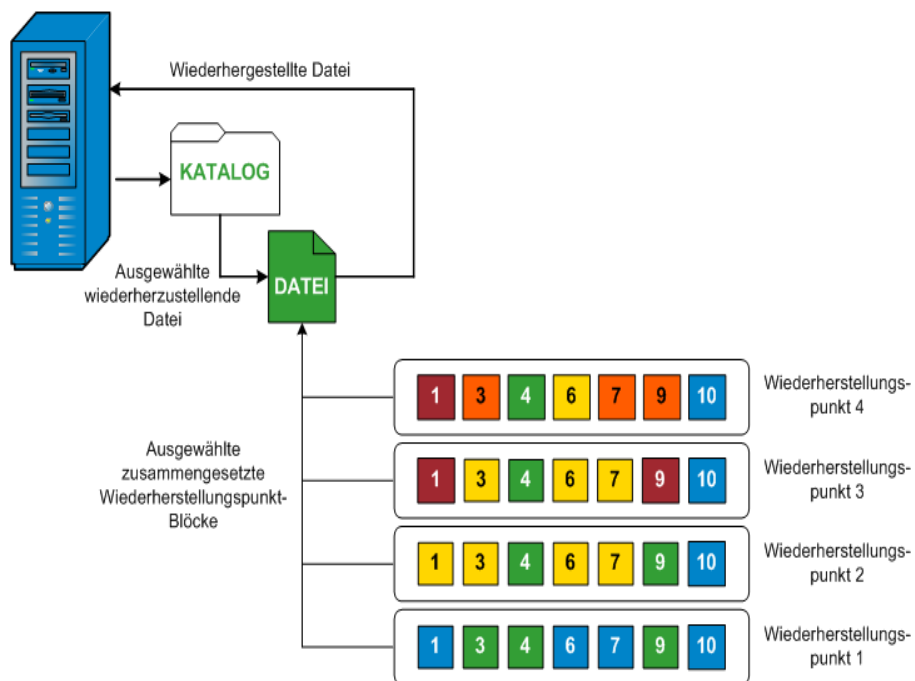 Wiederhergestellte Datei
KATALOG
Ausgewählte
wiederherzustellende
Datei
DATEI
1 3 4 6 7 9 10
Wiederherstellungs-
punkt 4
Ausgewählte
zusammengesetzte
Wiederherstellungspunkt-
Blöcke
1 3 4 6 7 9 10
Wiederherstellungs-
punkt 3
1 3 4 6 7 9 10
Wiederherstellungs-
punkt 2
1 3 4 6 7 9 10
Wiederherstellungs-
punkt 1